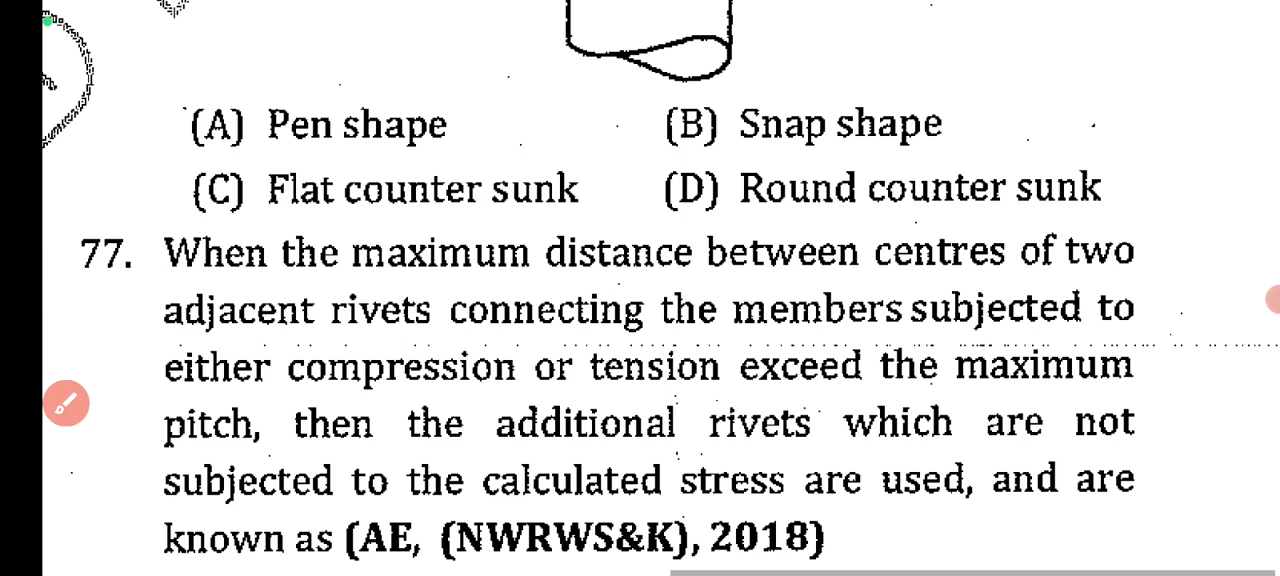 (A) Pen shape (B) Snap shape
(C) Flat counter sunk (D) Round counter sunk
77. When the maximum distance between centres of two
adjacent rivets connecting the members subjected to
either compression or tension exceed the maximum
pitch, then the additional rivets which are not
subjected to the calculated stress are used, and are
known as (AE, (NWRWS&K), 2018)